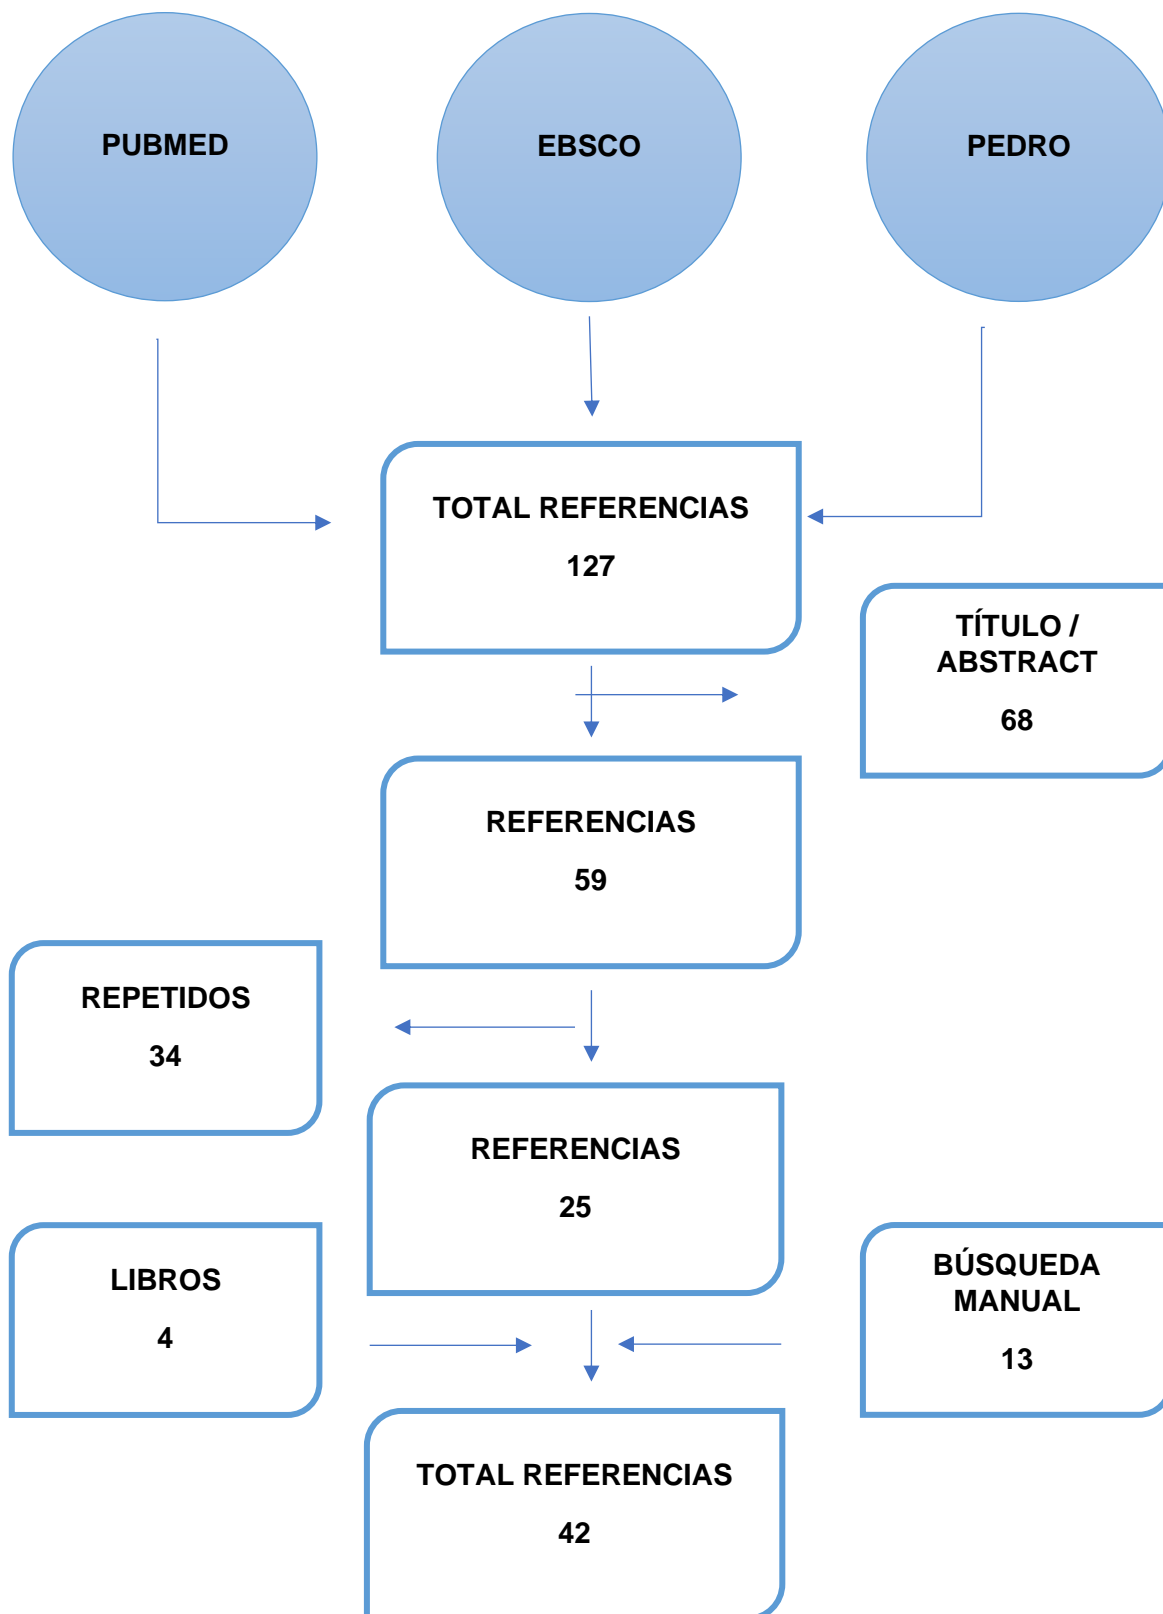 PUBMED
EBSCO
PEDRO
TOTAL REFERENCIAS
127
TÍTULO /
ABSTRACT
68
REFERENCIAS
59
REPETIDOS
34
REFERENCIAS
25
LIBROS
4
BÚSQUEDA
MANUAL
13
TOTAL REFERENCIAS
42